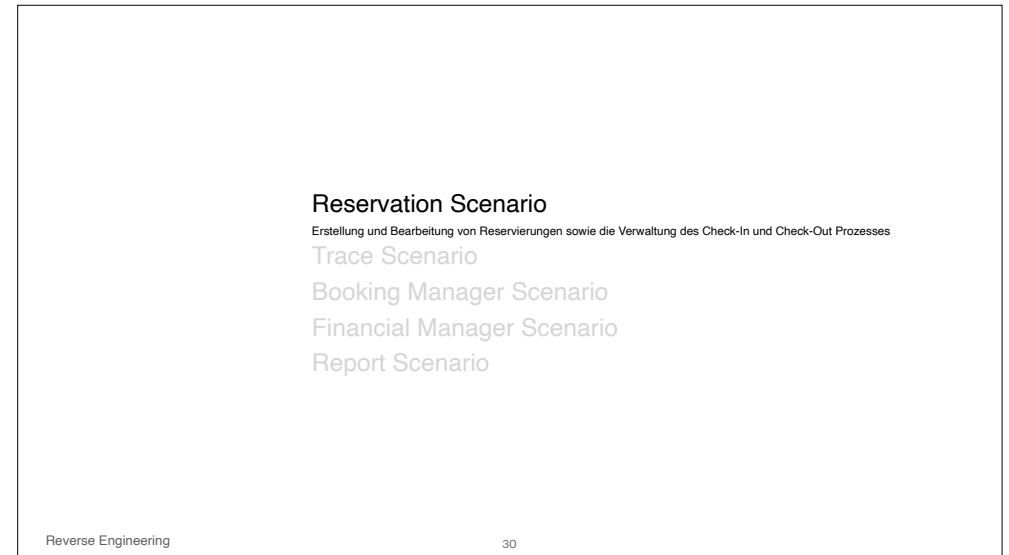 Reservation Scenario
Erstellung und Bearbeitung von Reservierungen sowie die Verwaltung des Check-In und Check-Out Prozesses
Trace Scenario
Booking Manager Scenario
Financial Manager Scenario
Report Scenario
Reverse Engineering
30